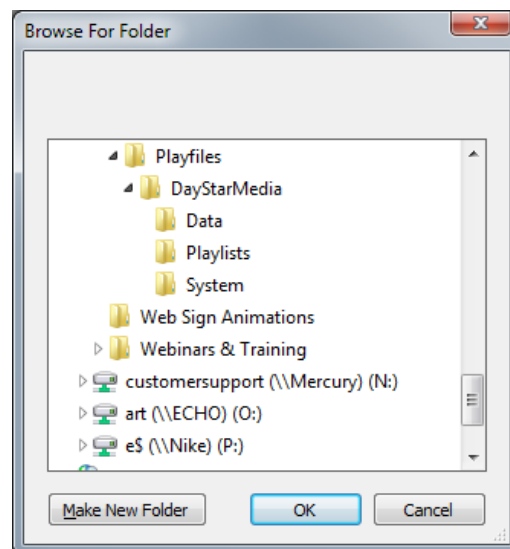 Browse For Folder
Playfiles
DayStarMedia
Data
Playlists
System
Web Sign Animations
Webinars & Training
customersupport (\\Mercury) (N:)
art (\\ECHO) (O:)
e$ (\\Nike) (P:)
Make New Folder OK Cancel